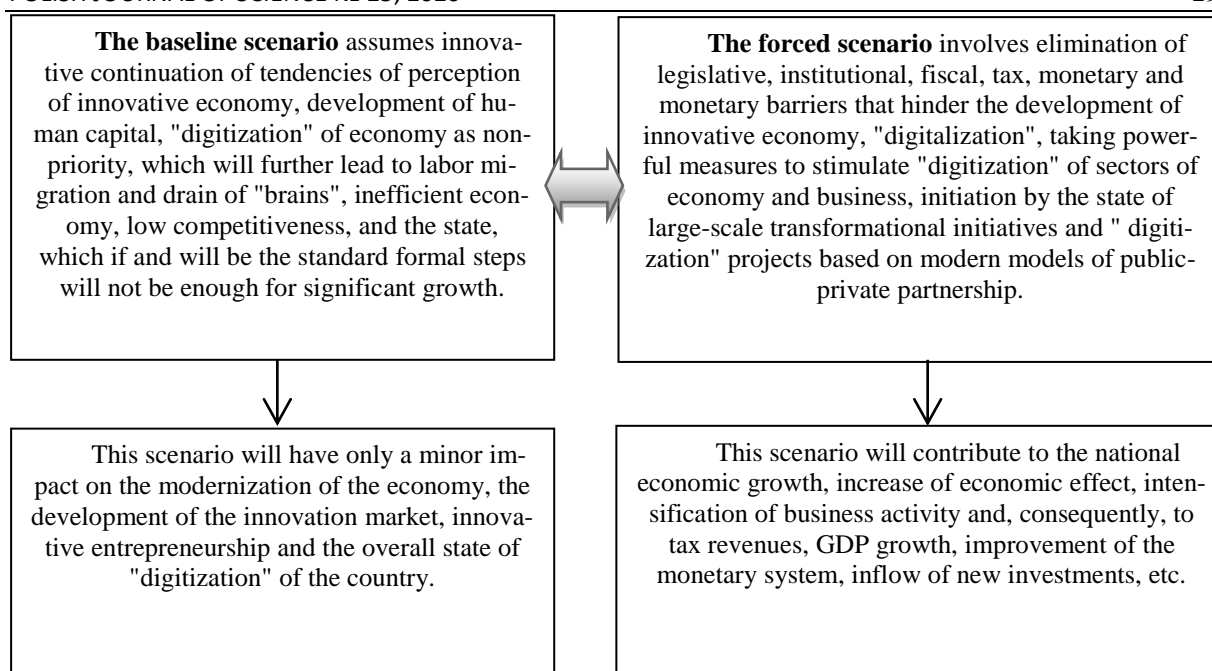 The baseline scenario assumes innova-
tive continuation of tendencies of perception
of innovative economy, development of hu-
man capital, "digitization" of economy as non-
priority, which will further lead to labor mi-
gration and drain of "brains", inefficient econ-
omy, low competitiveness, and the state,
which if and will be the standard formal steps
will not be enough for significant growth.
The forced scenario involves elimination of
legislative, institutional, fiscal, tax, monetary and
monetary barriers that hinder the development of
innovative economy, "digitalization", taking power-
ful measures to stimulate "digitization" of sectors of
economy and business, initiation by the state of
large-scale transformational initiatives and " digiti-
zation" projects based on modern models of public-
private partnership.
This scenario will have only a minor im-
pact on the modernization of the economy, the
development of the innovation market, innova-
tive entrepreneurship and the overall state of
"digitization" of the country.
This scenario will contribute to the national
economic growth, increase of economic effect, inten-
sification of business activity and, consequently, to
tax revenues, GDP growth, improvement of the
monetary system, inflow of new investments, etc.